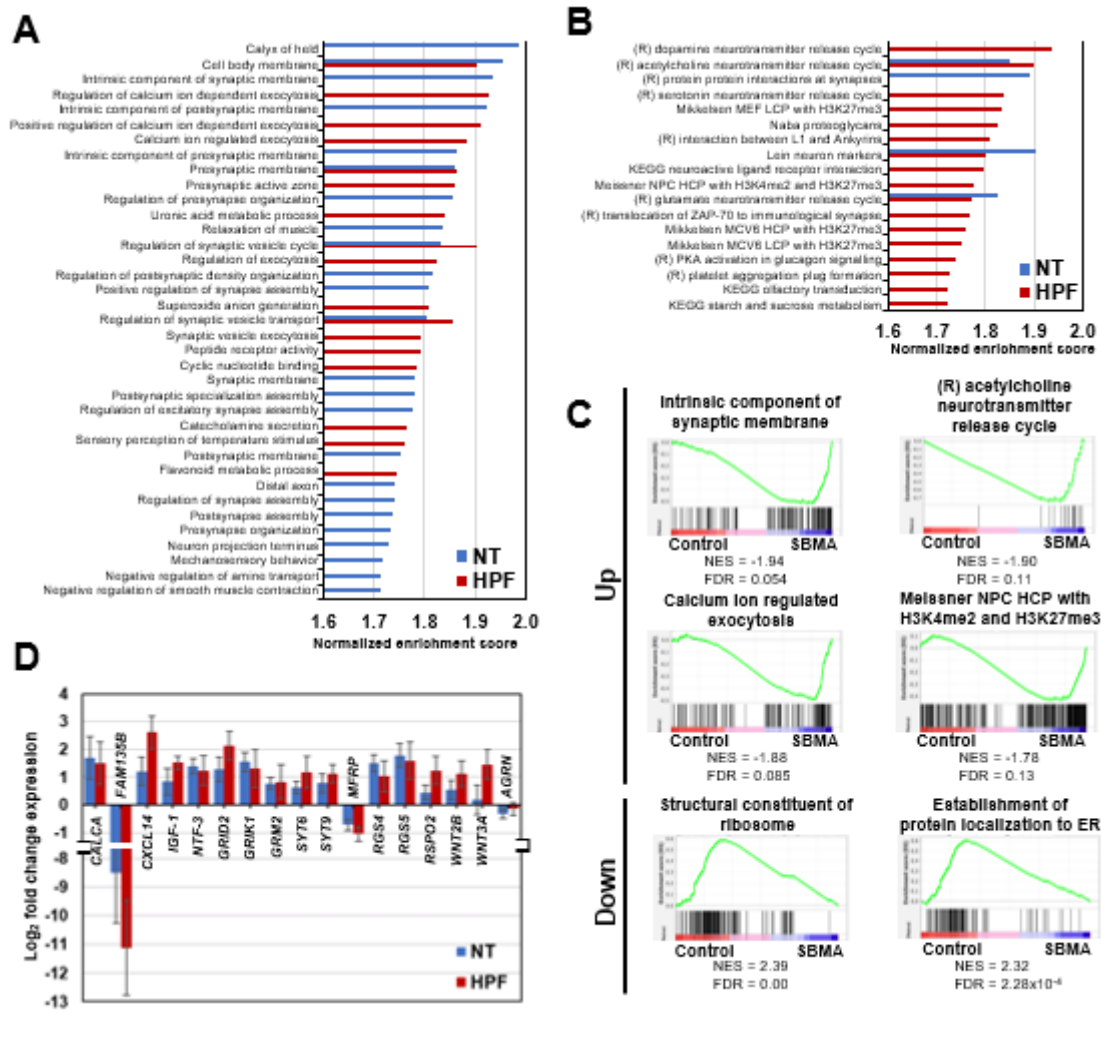 A
Calyx of held
Cell body membrane
Intrinsic component of synaptic membrane
Regulation of calcium ion dependent exocytosis
Intrinsic component of postsynaptic membrane
Positive regulation of calcium ion dependent exocytosis
Calcium ion regulated exocytosis
Intrinsic component of presynaptic membrane
Presynaptic membrane
Presynaptic active zone
Regulation of presynapse organization
Uronic acid metabolic process
Relaxation of muscle
Regulation of synaptic vesicle cycle
Regulation of exocytosis
Regulation of postsynaptic density organization
Positive regulation of synapse assembly
Superoxide anion generation
Regulation of synaptic vesicle transport
Synaptic vesicle exocytosis
Peptide receptor activity
Cyclic nucleotide binding
Synaptic membrane
Postsynaptic specialization assembly
Regulation of excitatory synapse assembly
Catecholamine secretion
Sensory perception of temperature stimulus
Postsynaptic membrane
Flavonoid metabolic process
Distal axon
Regulation of synapse assembly
Postsynapse assembly
Presynapse organization
Neuron projection terminus
Mechanosensory behavior
Negative regulation of amine transport
Negative regulation of smooth muscle contraction
NT
HPF
1.6 1.7 1.8 1.9 2.0
Normalized enrichment score
B
(R) dopamine neurotransmitter release cycle
(R) acetylcholine neurotransmitter release cycle
(R) protein protein interactions at synapses
(R) serotonin neurotransmitter release cycle
Mikkelsen MEF LCP with H3K27me3
Naba proteoglycans
(R) interaction between L1 and Ankyrins
Lein neuron markers
KEGG neuroactive ligand receptor interaction
Meissner NPC HCP with H3K4me2 and H3K27me3
(R) glutamate neurotransmitter release cycle
(R) translocation of ZAP-70 to immunological synapse
Mikkelsen MCV6 HCP with H3K27me3
Mikkelsen MCV6 LCP with H3K27me3
(R) PKA activation in glucagon signalling
(R) platelet aggregation plug formation
KEGG olfactory transduction
KEGG starch and sucrose metabolism
NT
HPF
1.6 1.7 1.8 1.9 2.0
Normalized enrichment score
C
Up
Intrinsic component of
synaptic membrane
Control SBMA
NES = -1.94
FDR = 0.054
(R) acetylcholine
neurotransmitter
release cycle
Control SBMA
NES = -1.90
FDR = 0.11
Calcium ion regulated
exocytosis
Control SBMA
NES = -1.88
FDR = 0.085
Meissner NPC HCP with
H3K4me2 and H3K27me3
Control SBMA
NES = -1.78
FDR = 0.13
Down
Structural constituent of
ribosome
Control SBMA
NES = 2.39
FDR = 0.00
Establishment of
protein localization to ER
Control SBMA
NES = 2.32
D
Log2 fold change expression
4
3
2
1
0
-1
-8
-9
-10
-11
-12
-13
CALCA
FAM135B
CXCL14
IGF-1
NTF-3
GRID2
GRIK1
GRM2
SYT6
SYT9
MFRP
RGS4
RGS5
RSPO2
WNT2B
WNT3A
AGRN
NT
HPF